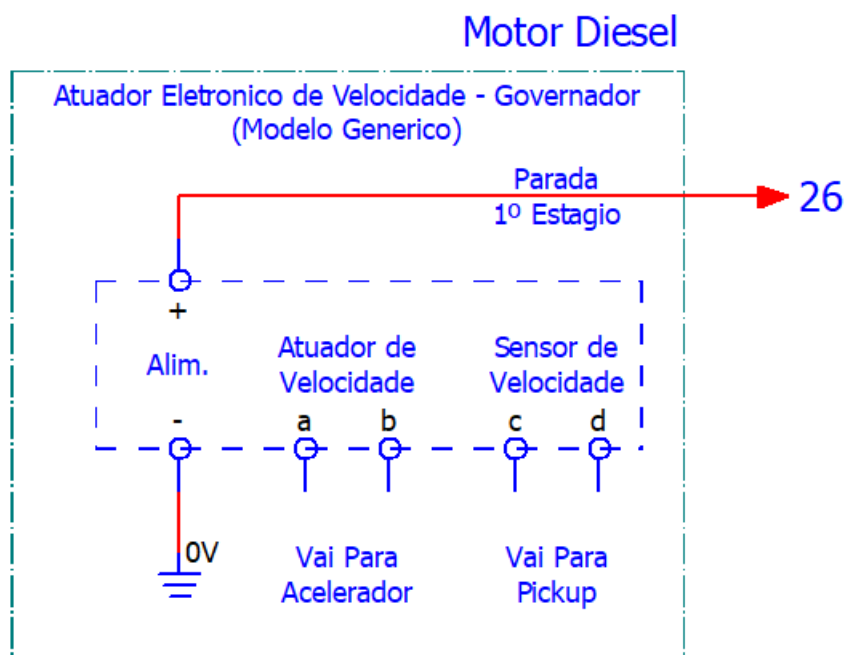 Motor Diesel
Atuador Eletronico de Velocidade - Governador
(Modelo Generico)
Parada
1º Estagio
26
+
Alim.
Atuador de
Velocidade
Sensor de
Velocidade
-
a
b
c
d
0V
Vai Para
Acelerador
Vai Para
Pickup